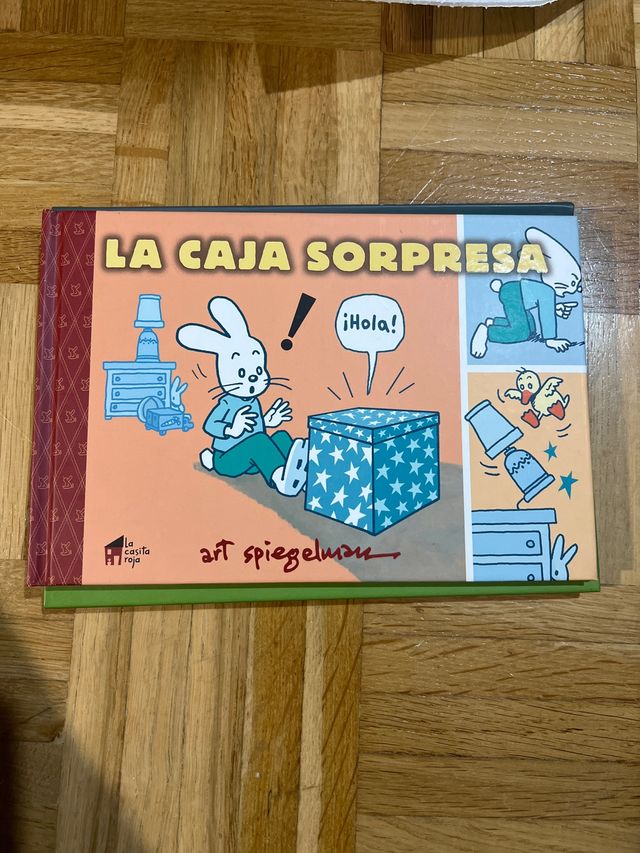 LA CAJA SORPRESA
!
¡Hola!
art spiegelman
la
casita
roja